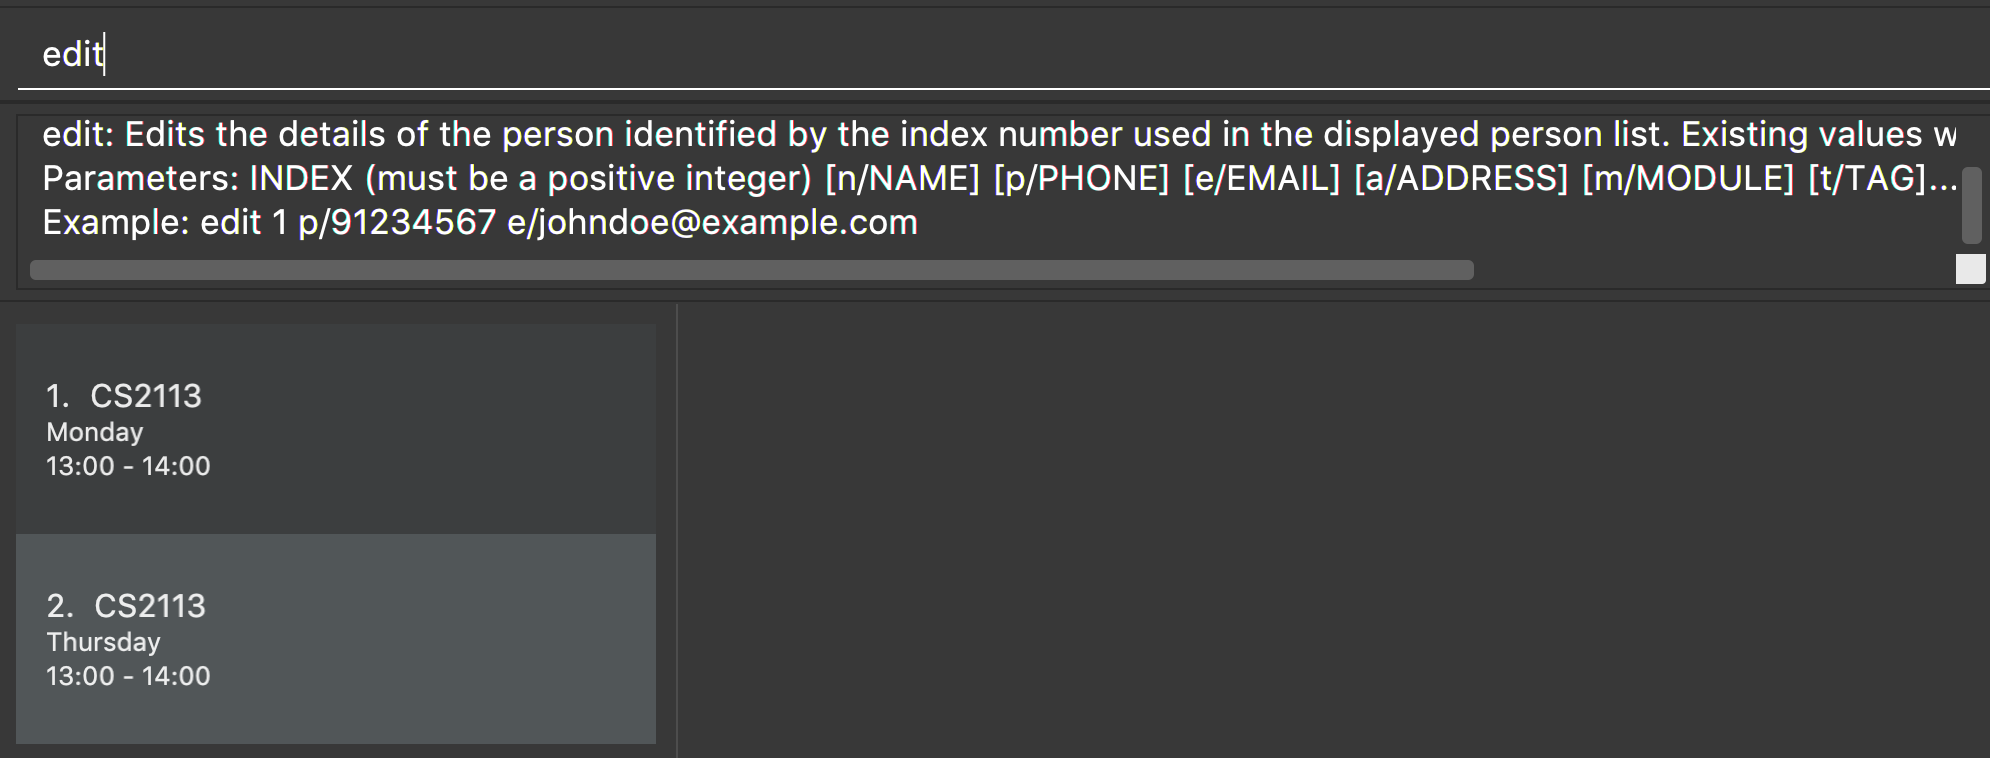 edit
edit: Edits the details of the person identified by the index number used in the displayed person list. Existing values w
Parameters: INDEX (must be a positive integer) [n/NAME] [p/PHONE] [e/EMAIL] [a/ADDRESS] [m/MODULE] [t/TAG]...
Example: edit 1 p/91234567 e/johndoe@example.com
1. CS2113
Monday
13:00 - 14:00
2. CS2113
Thursday
13:00 - 14:00